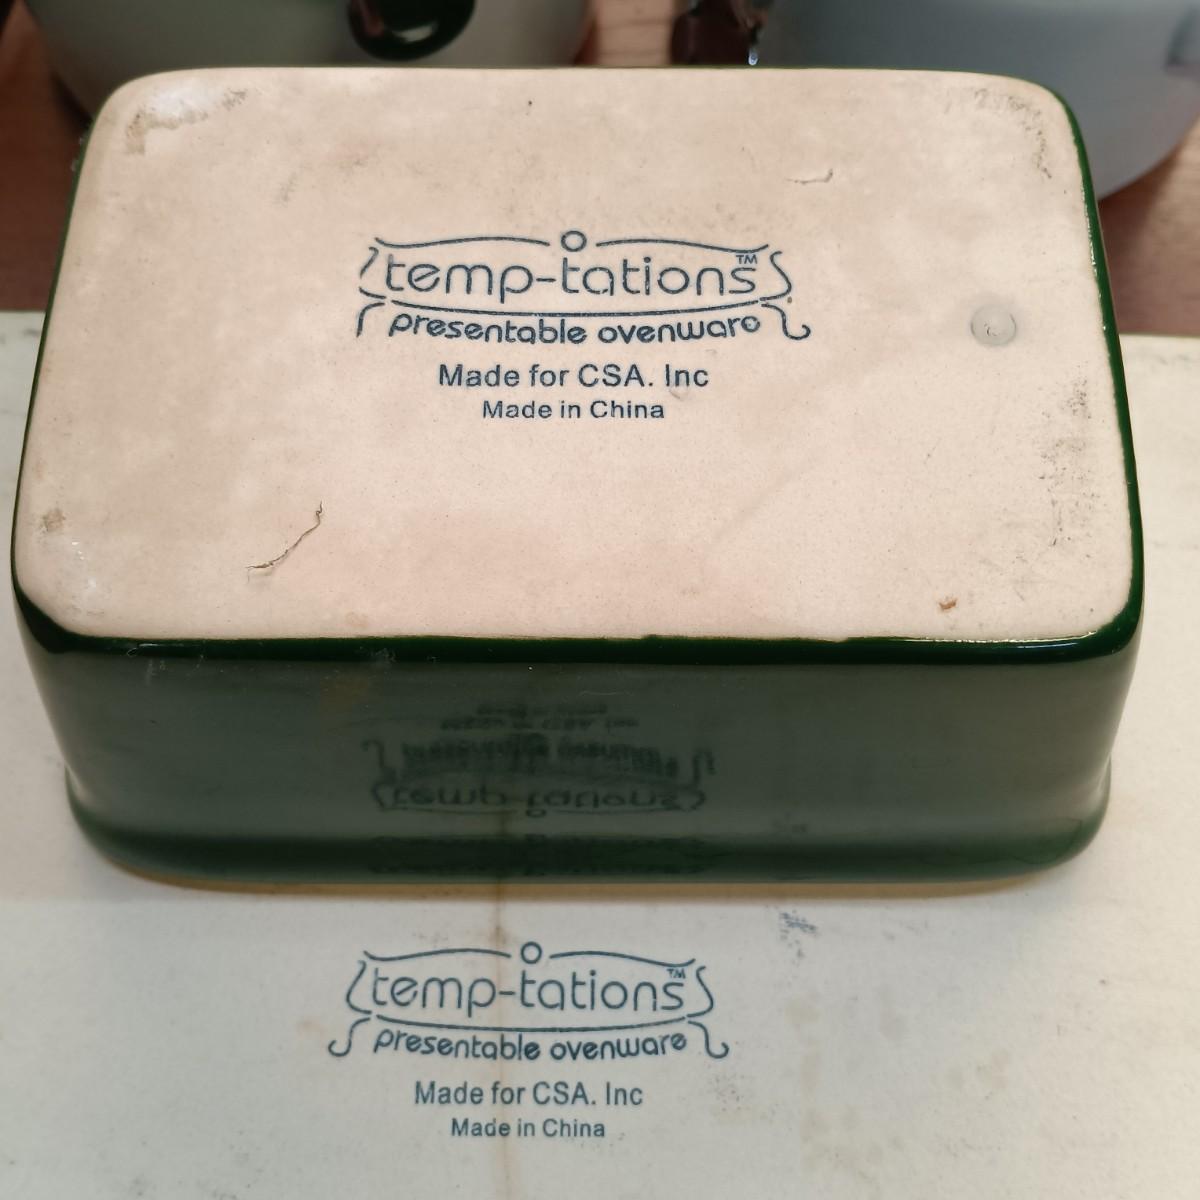 temp-tations™
presentable ovenware
Made for CSA. Inc
Made in China
temp-tations™
presentable ovenware
Made for CSA. Inc
Made in China